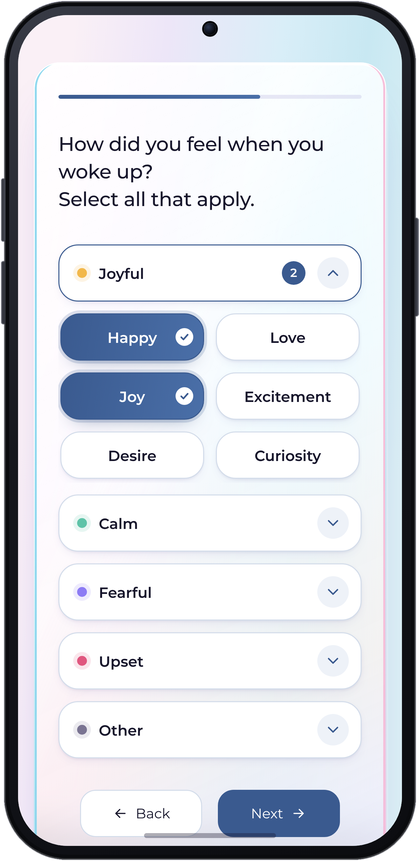 How did you feel when you
woke up?
Select all that apply.
Joyful 2
Happy Love
Joy Excitement
Desire Curiosity
Calm
Fearful
Upset
Other
← Back Next →